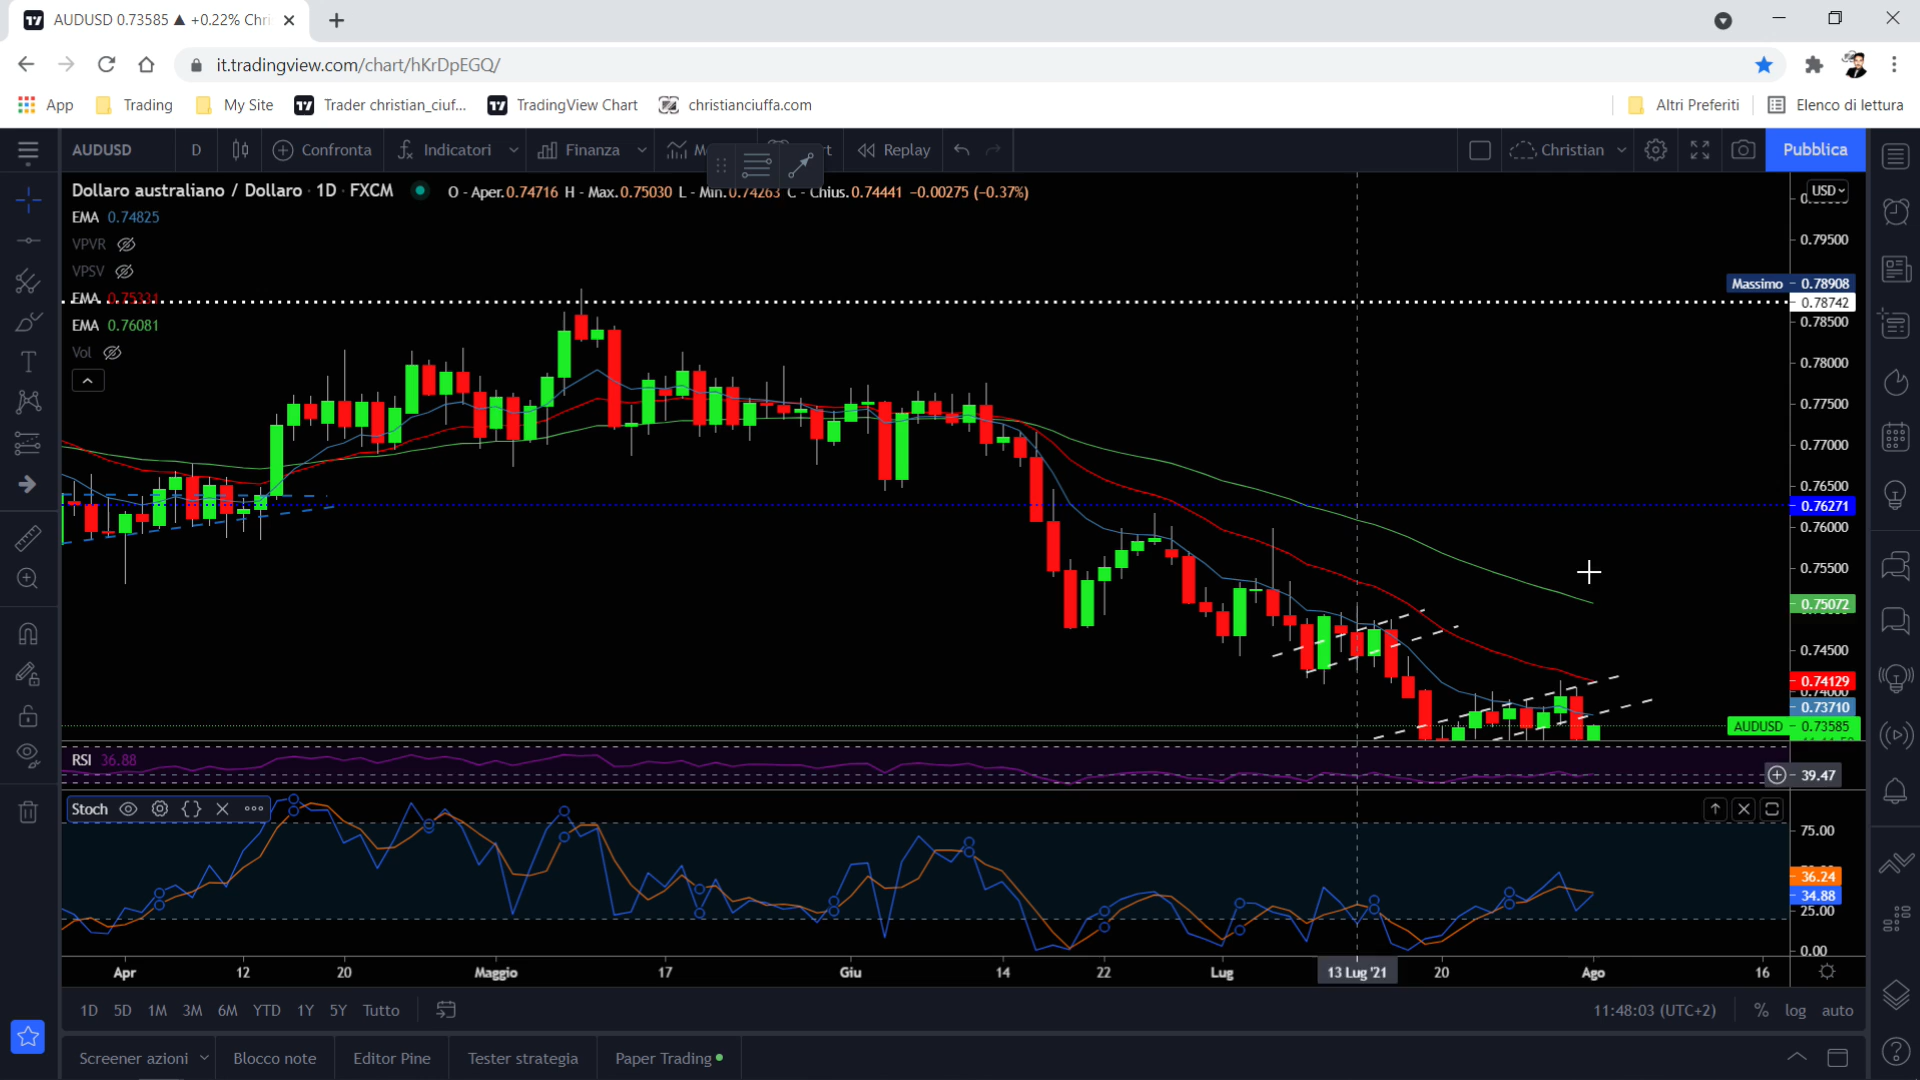 AUDUSD 0.73585 ▲ +0.22% Chri
it.tradingview.com/chart/hKrDpEGQ/
App Trading My Site Trader christian_ciuf... TradingView Chart christianciuffa.com Altri Preferiti Elenco di lettura
AUDUSD D Confronta Indicatori Finanza Replay Christian Pubblica
Dollaro australiano / Dollaro · 1D · FXCM O - Aper.0.74716 H - Max.0.75030 L - Min.0.74263 C - Chius.0.74441 −0.00275 (−0.37%)
USD
EMA 0.74825
VPVR
VPSV
EMA 0.75331
EMA 0.76081
Vol
0.79500
Massimo 0.78908
0.78742
0.78500
0.78000
0.77500
0.77000
0.76500
0.76271
0.76000
0.75500
0.75072
0.74500
0.74129
0.74000
0.73710
AUDUSD 0.73585
RSI 36.88
39.47
Stoch
75.00
36.24
34.88
25.00
0.00
Apr 12 20 Maggio 17 Giu 14 22 Lug 13 Lug '21 20 Ago 16
1D 5D 1M 3M 6M YTD 1Y 5Y Tutto 11:48:03 (UTC+2) % log auto
Screener azioni Blocco note Editor Pine Tester strategia Paper Trading